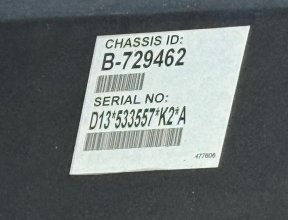 CHASSIS ID:
B-729462
SERIAL NO:
D13*533557*K2*A
477606